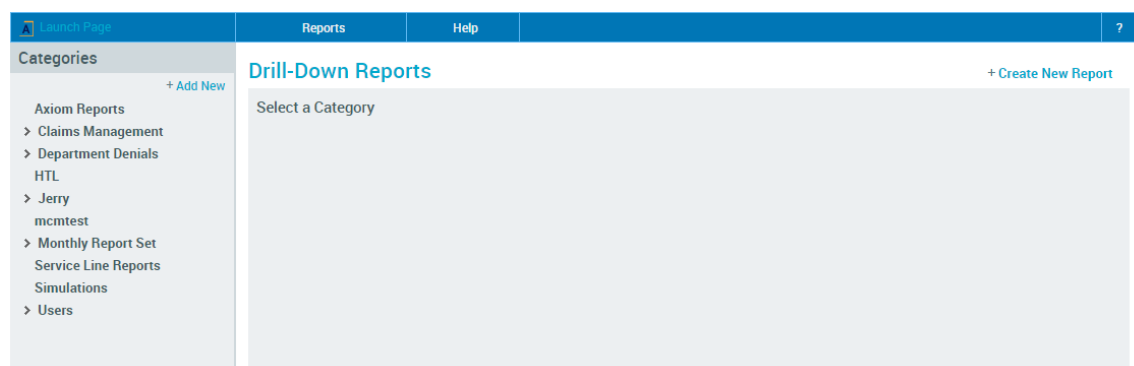 A Launch Page Reports Help ?
Categories
+ Add New
Axiom Reports
> Claims Management
> Department Denials
HTL
> Jerry
mcmtest
> Monthly Report Set
Service Line Reports
Simulations
> Users
Drill-Down Reports
+ Create New Report
Select a Category